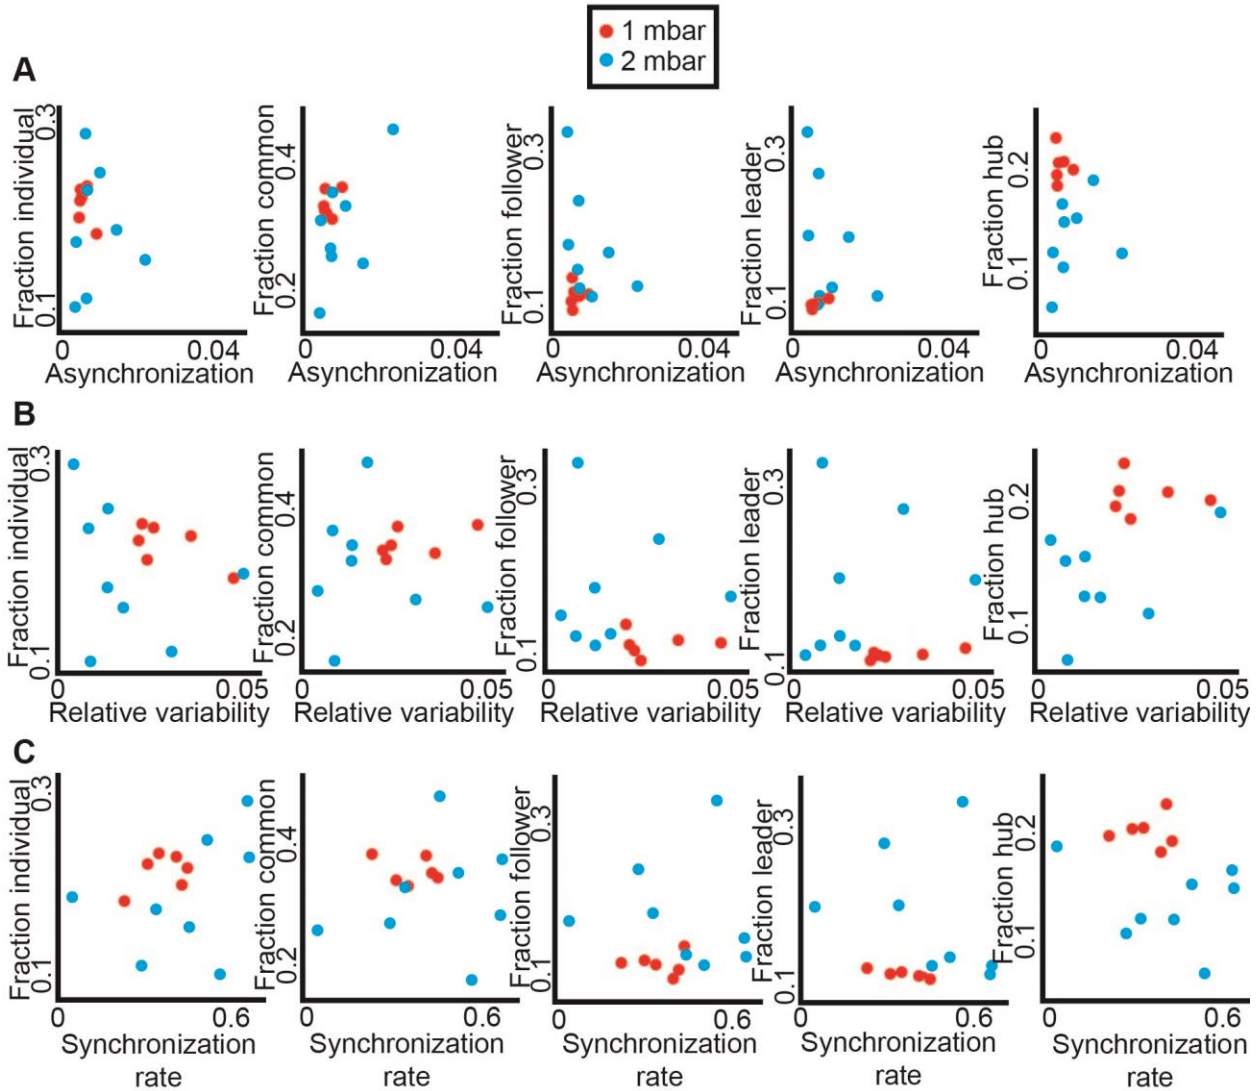 1 mbar
2 mbar
A
Fraction individual
0.3
0.1
0
0.04
Asynchronization
Fraction common
0.4
0.2
0
0.04
Asynchronization
Fraction follower
0.3
0.1
0
0.04
Asynchronization
Fraction leader
0.3
0.1
0
0.04
Asynchronization
Fraction hub
0.2
0.1
0
0.04
Asynchronization
B
Fraction individual
0.3
0.1
0
0.05
Relative variability
Fraction common
0.4
0.2
0
0.05
Relative variability
Fraction follower
0.3
0.1
0
0.05
Relative variability
Fraction leader
0.3
0.1
0
0.05
Relative variability
Fraction hub
0.2
0.1
0
0.05
Relative variability
C
Fraction individual
0.3
0.1
0
0.6
Synchronization
rate
Fraction common
0.4
0.2
0
0.6
Synchronization
rate
Fraction follower
0.3
0.1
0
0.6
Synchronization
rate
Fraction leader
0.3
0.1
0
0.6
Synchronization
rate
Fraction hub
0.2
0.1
0
0.6
Synchronization
rate